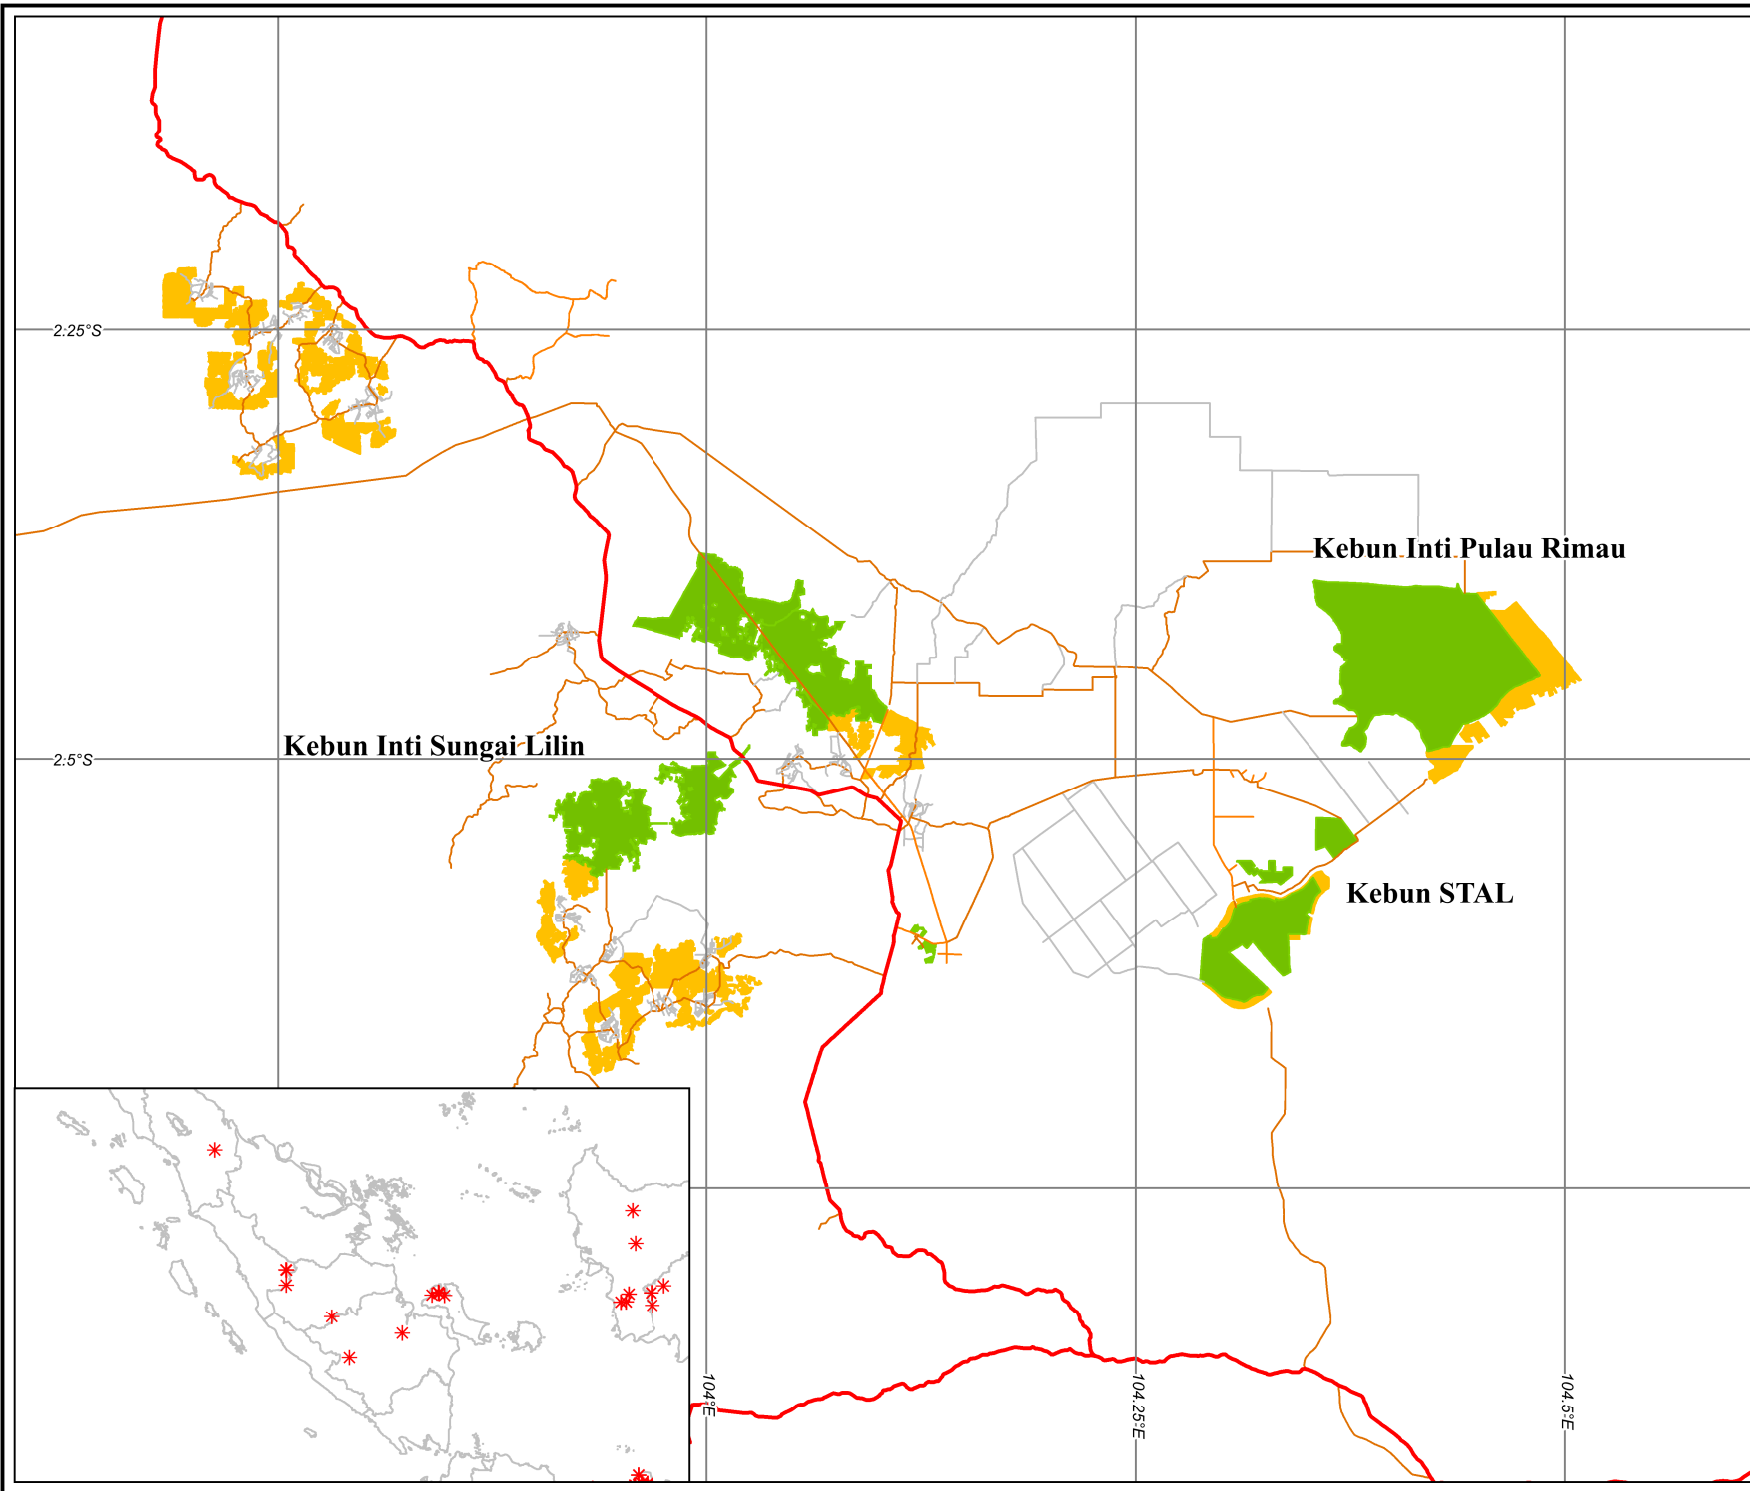 2.25°S
Kebun Inti Pulau Rimau
Kebun Inti Sungai Lilin
2.5°S
Kebun STAL
104°E
104.25°E
104.5°E